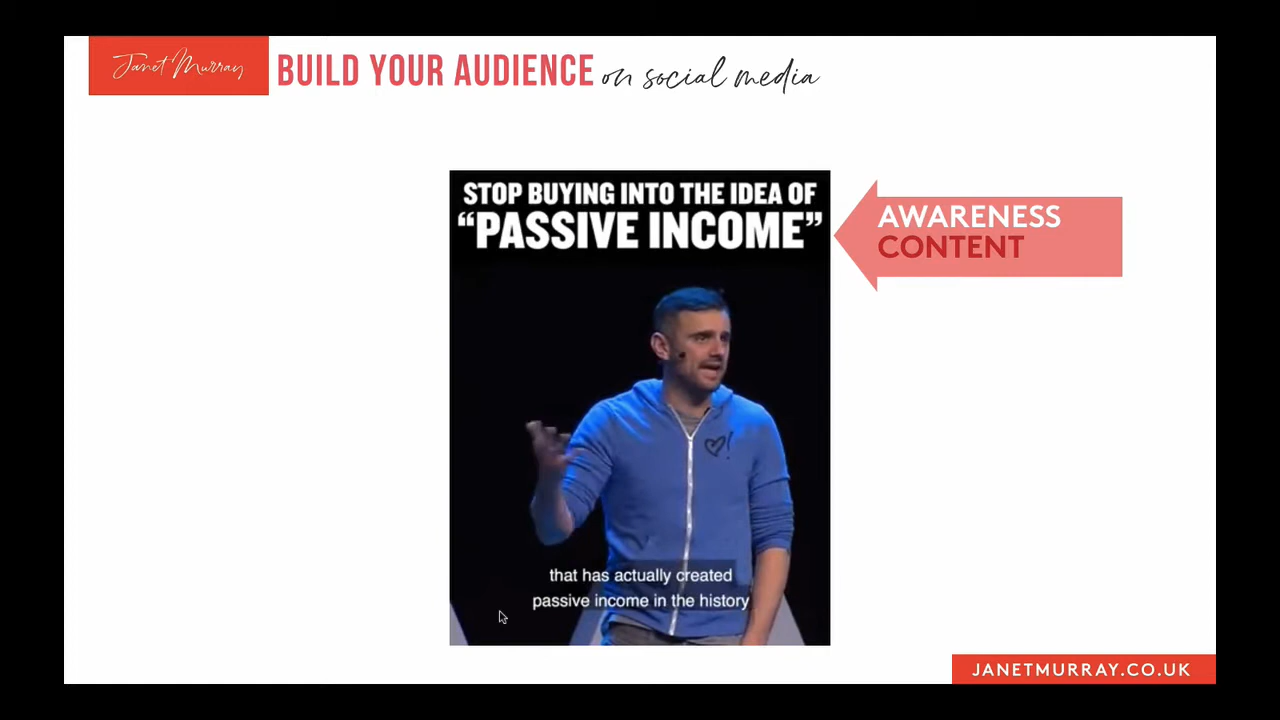 Janet Murray
BUILD YOUR AUDIENCE on social media
STOP BUYING INTO THE IDEA OF
“PASSIVE INCOME”
AWARENESS
CONTENT
that has actually created
passive income in the history
JANETMURRAY.CO.UK